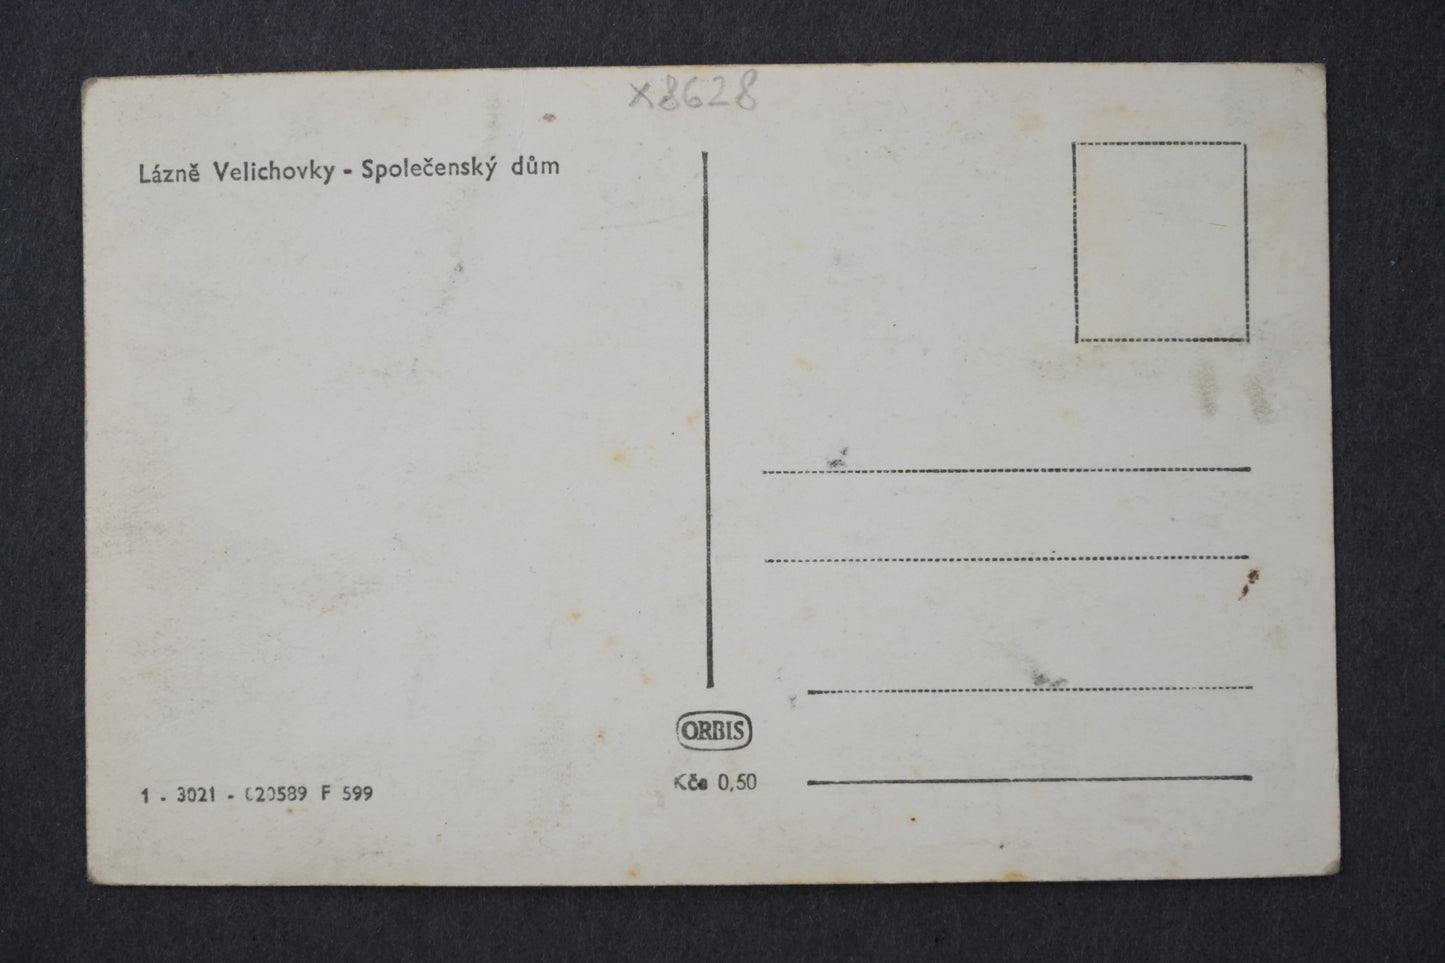 x8628
Lázně Velichovky - Společenský dům
ORBIS
Kčs 0,50
1 - 3021 - 020589 F 599